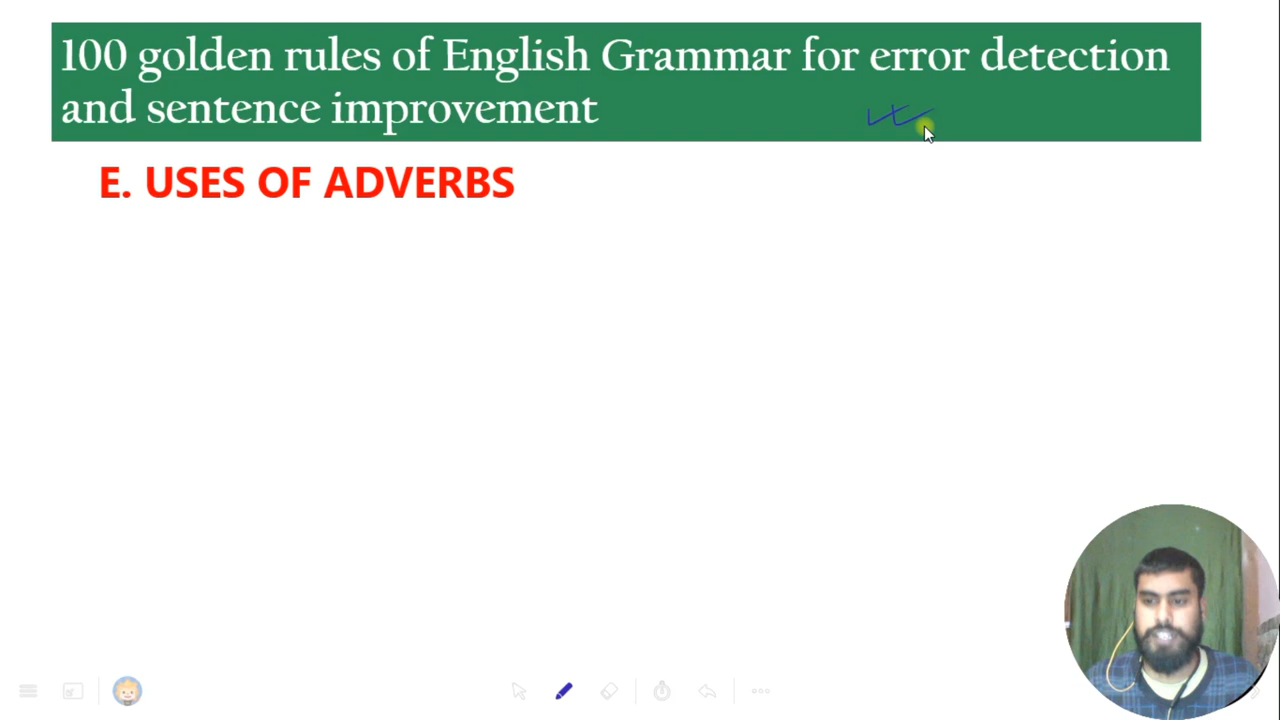 100 golden rules of English Grammar for error detection
and sentence improvement
E. USES OF ADVERBS